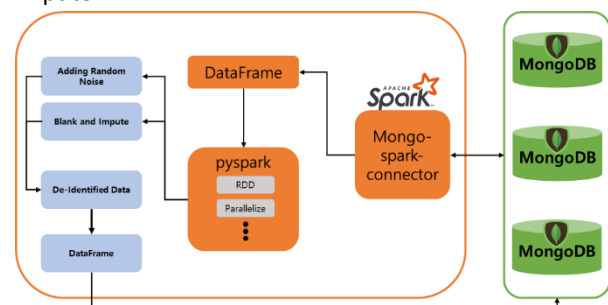 Adding Random
Noise
Blank and Impute
De-Identified Data
DataFrame
DataFrame
pyspark
RDD
Parallelize
APACHE
Spark
Mongo-
spark-
connector
MongoDB
MongoDB
MongoDB